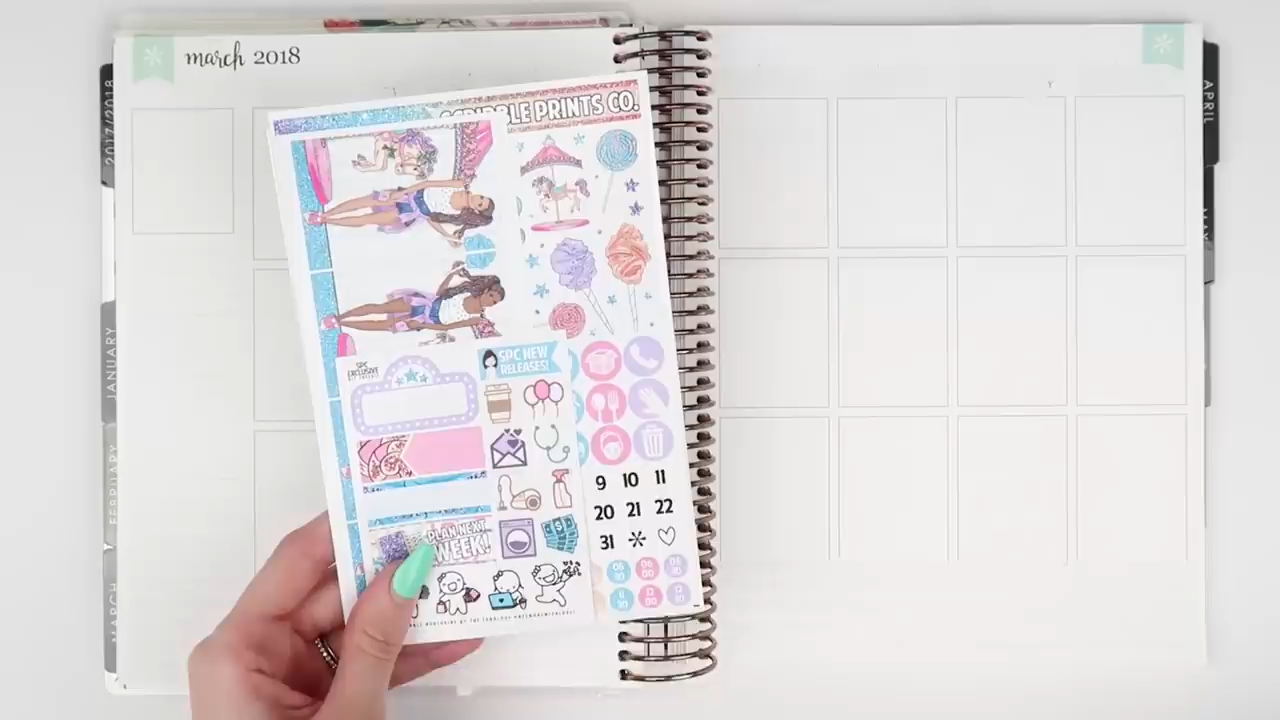 march 2018
SCRIBBLE PRINTS CO.
2017/2018
JANUARY
FEBRUARY
MARCH
APRIL
SPC
EXCLUSIVE
SPC NEW
RELEASES!
PLAN NEXT
WEEK!
9 10 11
20 21 22
31